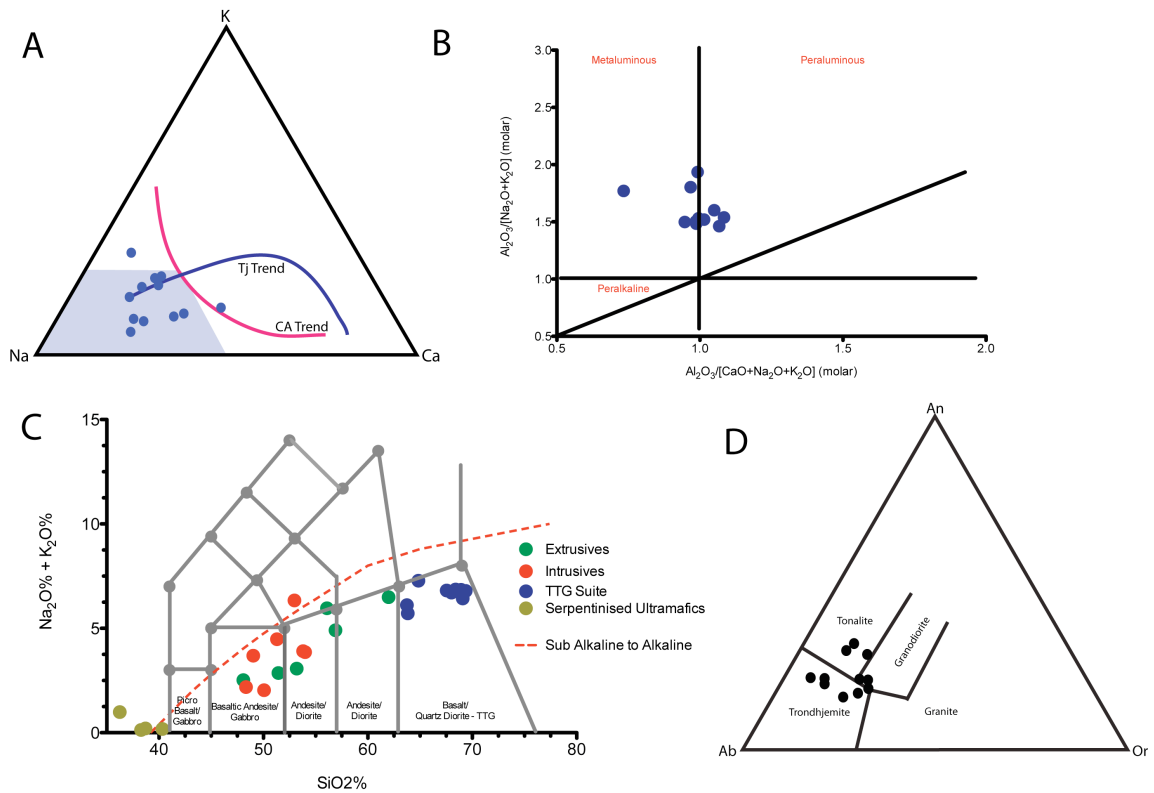 A
K
Tj Trend
CA Trend
Na
Ca
B
3.0
2.5
2.0
1.5
1.0
0.5
Metaluminous
Peraluminous
Peralkaline
Al2O3/[Na2O+K2O] (molar)
0.5
1.0
1.5
2.0
Al2O3/[CaO+Na2O+K2O] (molar)
C
15
10
5
0
Na2O% + K2O%
Picro
Basalt/
Gabbro
Basaltic Andesite/
Gabbro
Andesite/
Diorite
Andesite/
Diorite
Basalt/
Quartz Diorite - TTG
40
50
60
70
80
SiO2%
Extrusives
Intrusives
TTG Suite
Serpentinised Ultramafics
Sub Alkaline to Alkaline
D
An
Tonalite
Granodiorite
Trondhjemite
Granite
Ab
Or